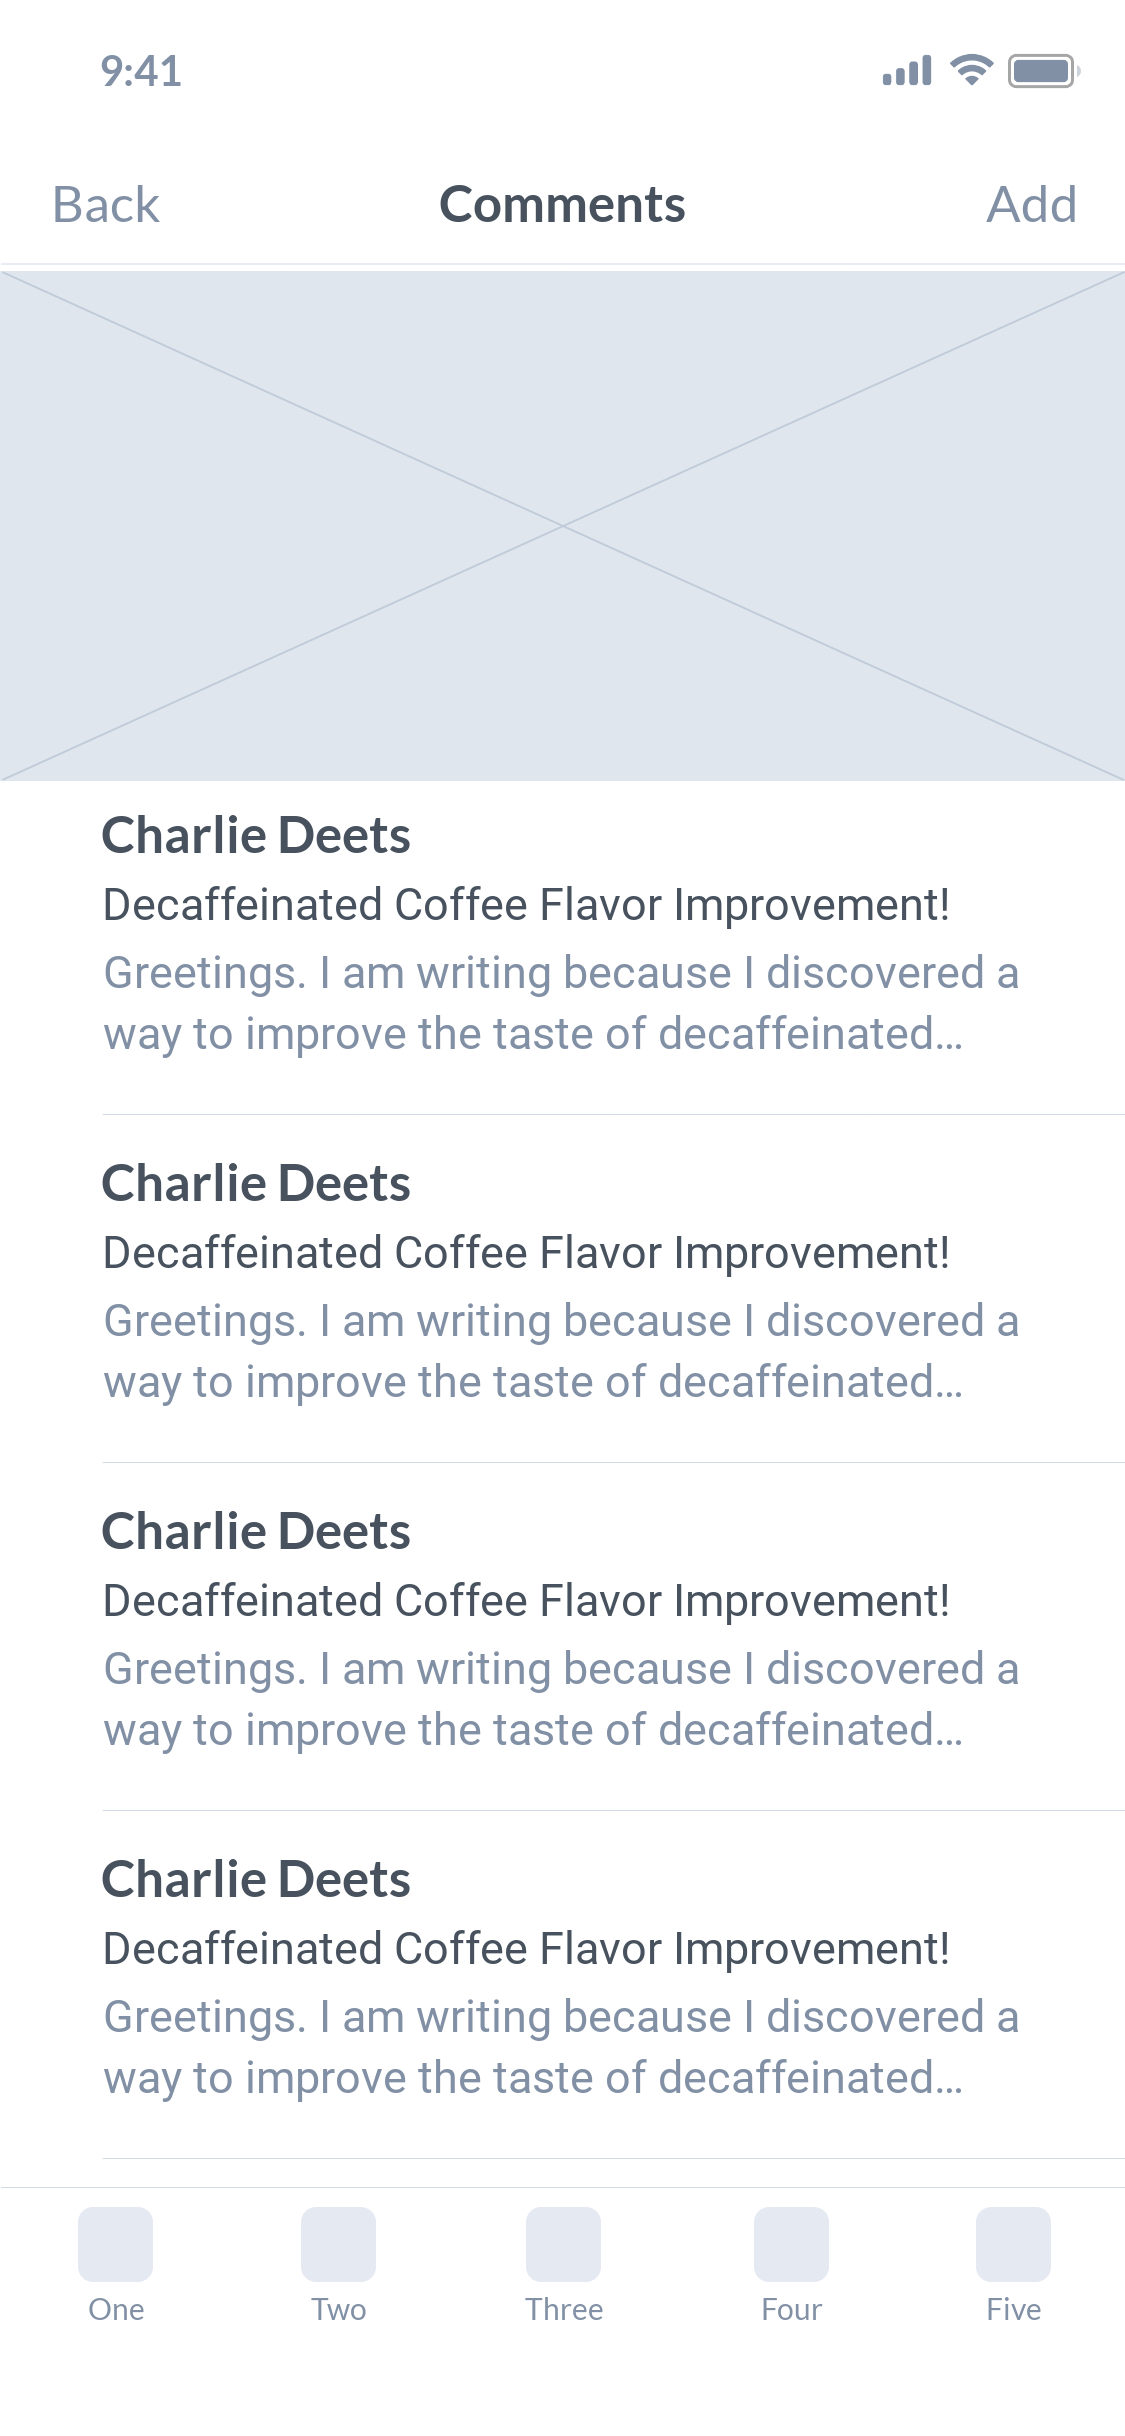 9:41
Back Comments Add
Charlie Deets
Decaffeinated Coffee Flavor Improvement!
Greetings. I am writing because I discovered a
way to improve the taste of decaffeinated...
Charlie Deets
Decaffeinated Coffee Flavor Improvement!
Greetings. I am writing because I discovered a
way to improve the taste of decaffeinated...
Charlie Deets
Decaffeinated Coffee Flavor Improvement!
Greetings. I am writing because I discovered a
way to improve the taste of decaffeinated...
Charlie Deets
Decaffeinated Coffee Flavor Improvement!
Greetings. I am writing because I discovered a
way to improve the taste of decaffeinated...
One Two Three Four Five